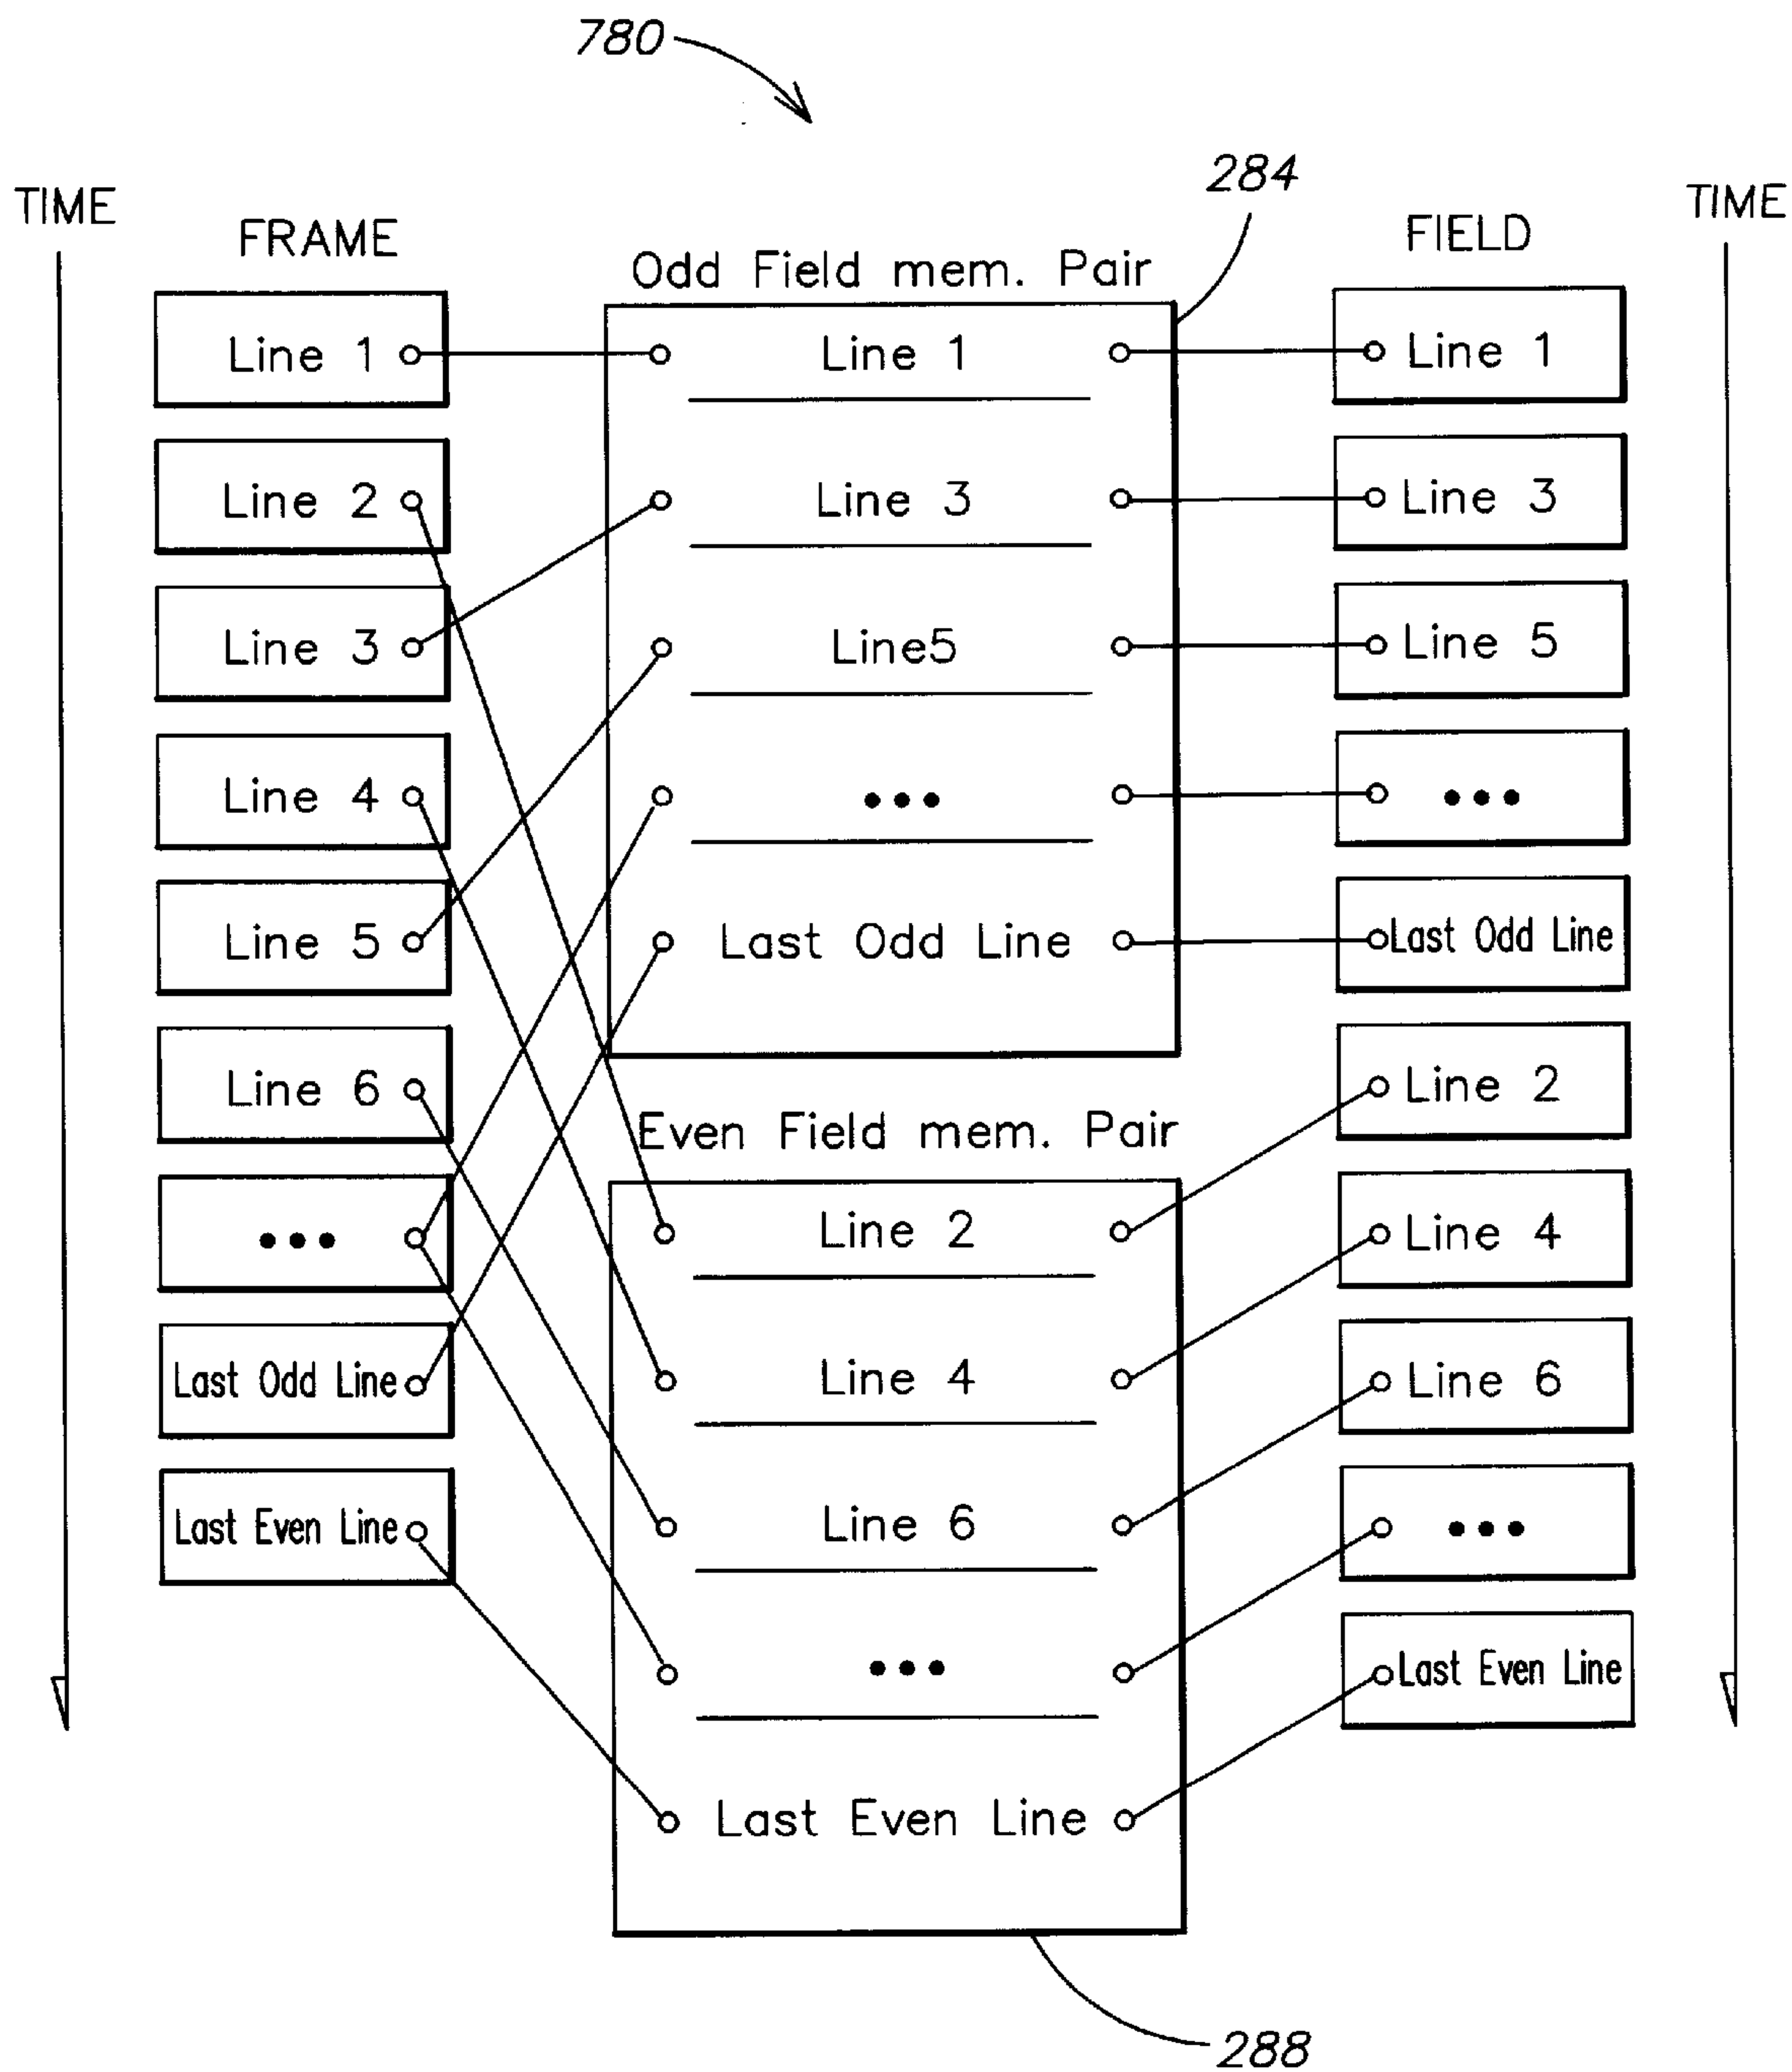 780
284
TIME
TIME
FRAME
FIELD
Odd Field mem. Pair
Line 1
Line 2
Line 3
Line 4
Line 5
Line 6
•••
Last Odd Line
Last Even Line
Line 1
Line 3
Line5
•••
Last Odd Line
Even Field mem. Pair
Line 2
Line 4
Line 6
•••
Last Even Line
Line 1
Line 3
Line 5
•••
Last Odd Line
Line 2
Line 4
Line 6
•••
Last Even Line
288